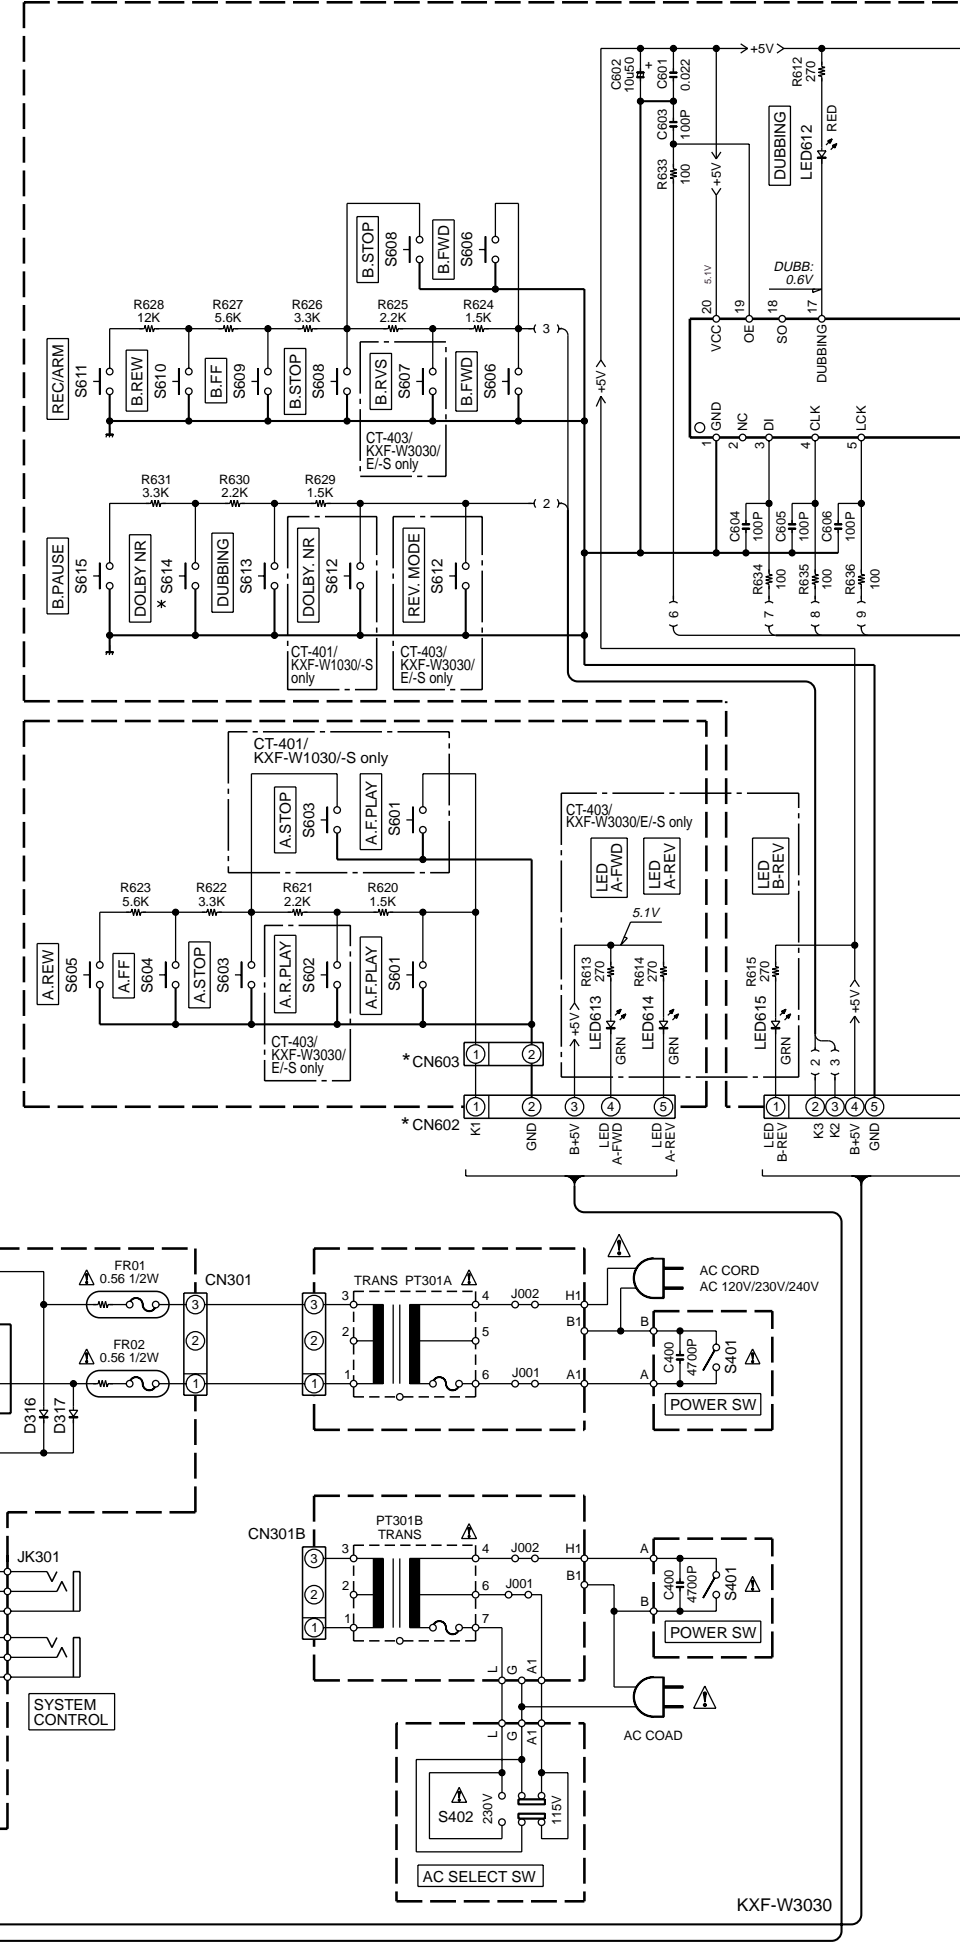 +5V
C602
10u50
+
C601
0.022
C603
100P
R633
100
+5V
R612
270
DUBBING
LED612
RED
5.1V
DUBB:
0.6V
20
19
18
17
VCC
OE
SO
DUBBING
GND
NC
DI
CLK
LCK
1
2
3
4
5
B.STOP
S608
B.FWD
S606
R628
12K
R627
5.6K
R626
3.3K
R625
2.2K
R624
1.5K
3
+5V
REC/ARM
S611
B.REW
S610
B.FF
S609
B.STOP
S608
B.RVS
S607
B.FWD
S606
CT-403/
KXF-W3030/
E/-S only
R631
3.3K
R630
2.2K
R629
1.5K
2
B.PAUSE
S615
DOLBY NR
* S614
DUBBING
S613
DOLBY. NR
S612
REV. MODE
S612
CT-401/
KXF-W1030/-S
only
CT-403/
KXF-W3030/
E/-S only
C604
100P
C605
100P
C606
100P
R634
100
R635
100
R636
100
6
7
8
9
CT-401/
KXF-W1030/-S only
A.STOP
S603
A.F.PLAY
S601
R623
5.6K
R622
3.3K
R621
2.2K
R620
1.5K
A.REW
S605
A.FF
S604
A.STOP
S603
A.R.PLAY
S602
A.F.PLAY
S601
CT-403/
KXF-W3030/
E/-S only
CT-403/
KXF-W3030/E/-S only
LED
A-FWD
LED
A-REV
LED
B-REV
5.1V
R613
270
R614
270
R615
270
+5V
LED613
GRN
LED614
GRN
LED615
GRN
2
3
+5V
* CN603
1
2
* CN602
1
2
3
4
5
K1
GND
B+5V
LED
A-FWD
LED
A-REV
1
2
3
4
5
LED
B-REV
K3
K2
B+5V
GND
FR01
0.56 1/2W
FR02
0.56 1/2W
CN301
3
2
1
D316
D317
3
2
1
TRANS PT301A
3
2
1
4
5
6
J002
J001
H1
B1
A1
AC CORD
AC 120V/230V/240V
B
A
C400
4700P
S401
POWER SW
CN301B
3
2
1
PT301B
TRANS
3
2
1
4
6
7
J002
J001
H1
B1
L
G
A1
A
B
C400
4700P
S401
POWER SW
AC COAD
JK301
SYSTEM
CONTROL
L
G
A1
S402
230V
115V
AC SELECT SW
KXF-W3030